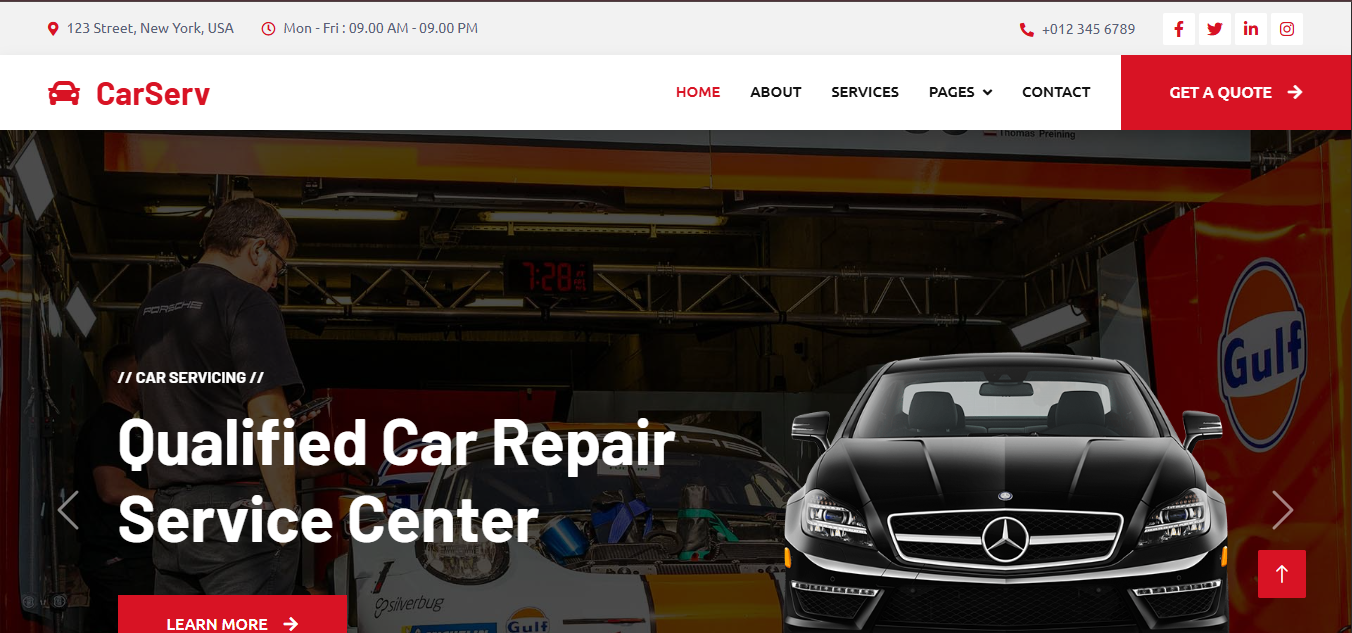 123 Street, New York, USA
Mon - Fri : 09.00 AM - 09.00 PM
+012 345 6789
CarServ
HOME
ABOUT
SERVICES
PAGES
CONTACT
GET A QUOTE
Thomas Preining
7:28
PORSCHE
Gulf
// CAR SERVICING //
Qualified Car Repair
Service Center
silverbug
Gulf
LEARN MORE